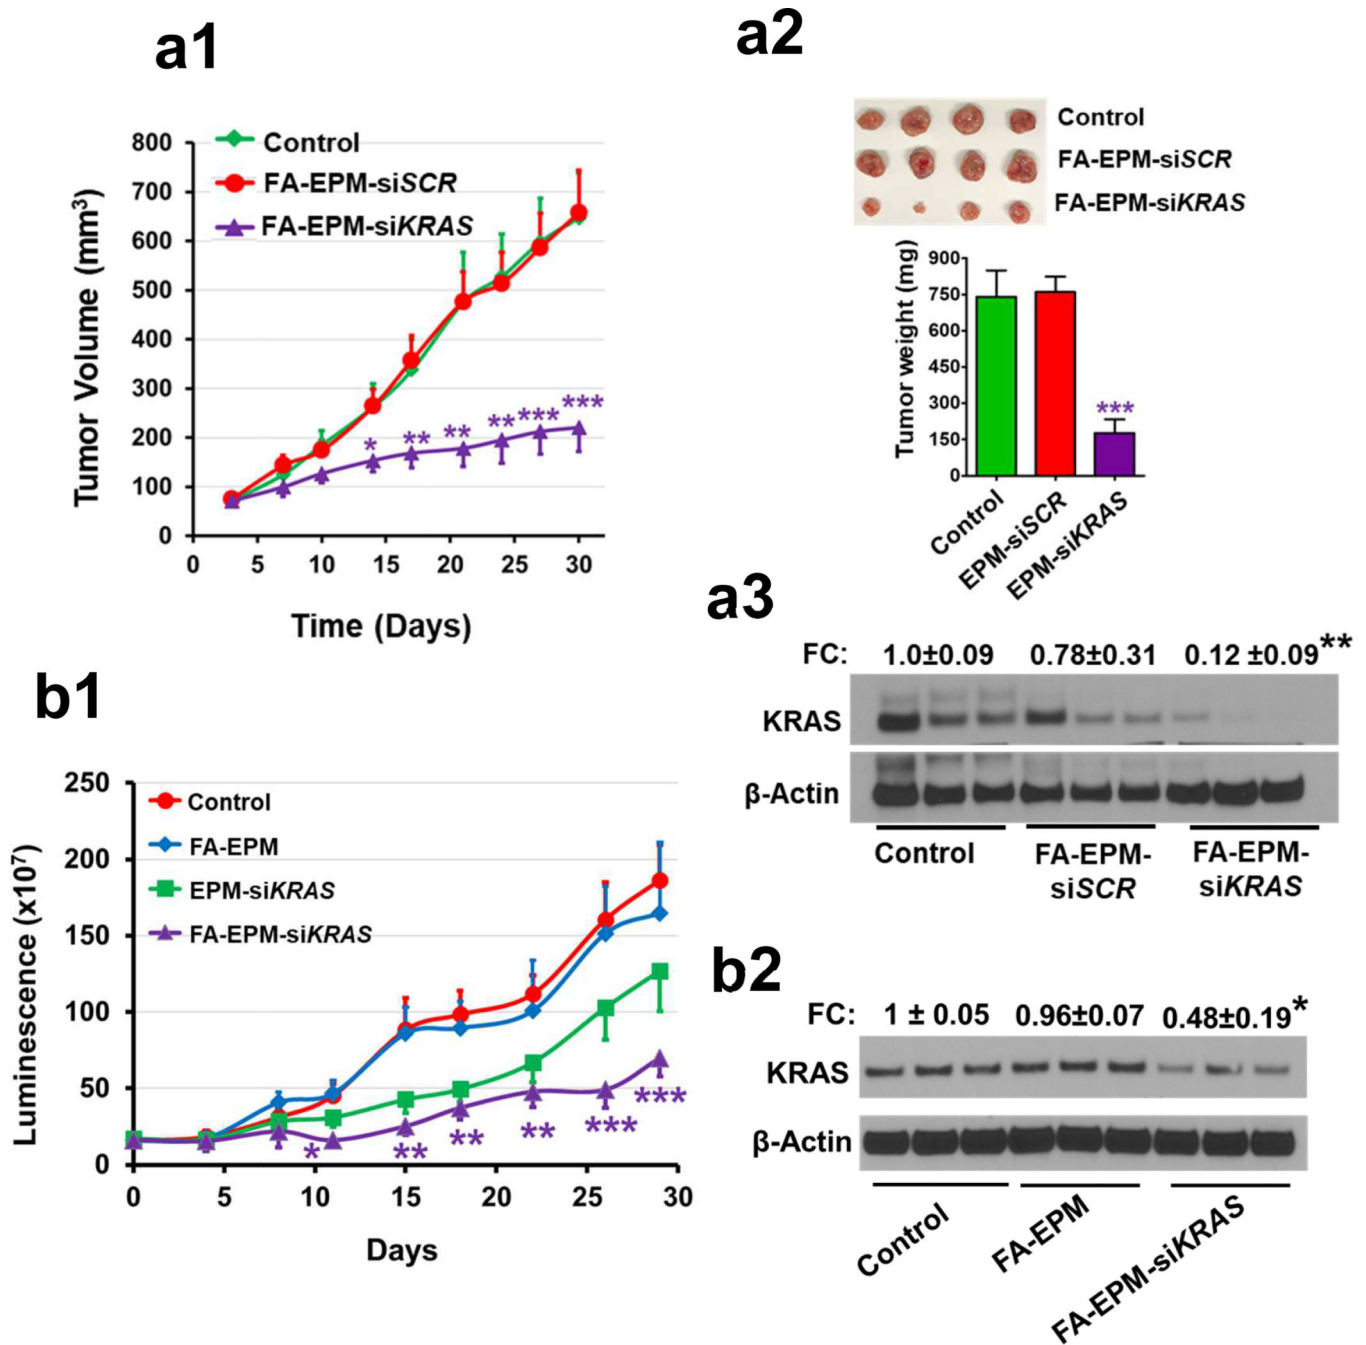 a1
800
700
600
500
400
300
200
100
0
Tumor Volume (mm³)
Control
FA-EPM-siSCR
FA-EPM-siKRAS
* ** ** ** *** ***
0 5 10 15 20 25 30
Time (Days)
a2
Control
FA-EPM-siSCR
FA-EPM-siKRAS
Tumor weight (mg)
900
750
600
450
300
150
0
***
Control
EPM-siSCR
EPM-siKRAS
a3
FC: 1.0±0.09 0.78±0.31 0.12 ±0.09**
KRAS
β-Actin
Control
FA-EPM-
siSCR
FA-EPM-
siKRAS
b1
250
200
150
100
50
0
Luminescence (x10⁷)
Control
FA-EPM
EPM-siKRAS
FA-EPM-siKRAS
* ** ** ** *** ***
0 5 10 15 20 25 30
Days
b2
FC: 1 ± 0.05 0.96±0.07 0.48±0.19*
KRAS
β-Actin
Control
FA-EPM
FA-EPM-siKRAS